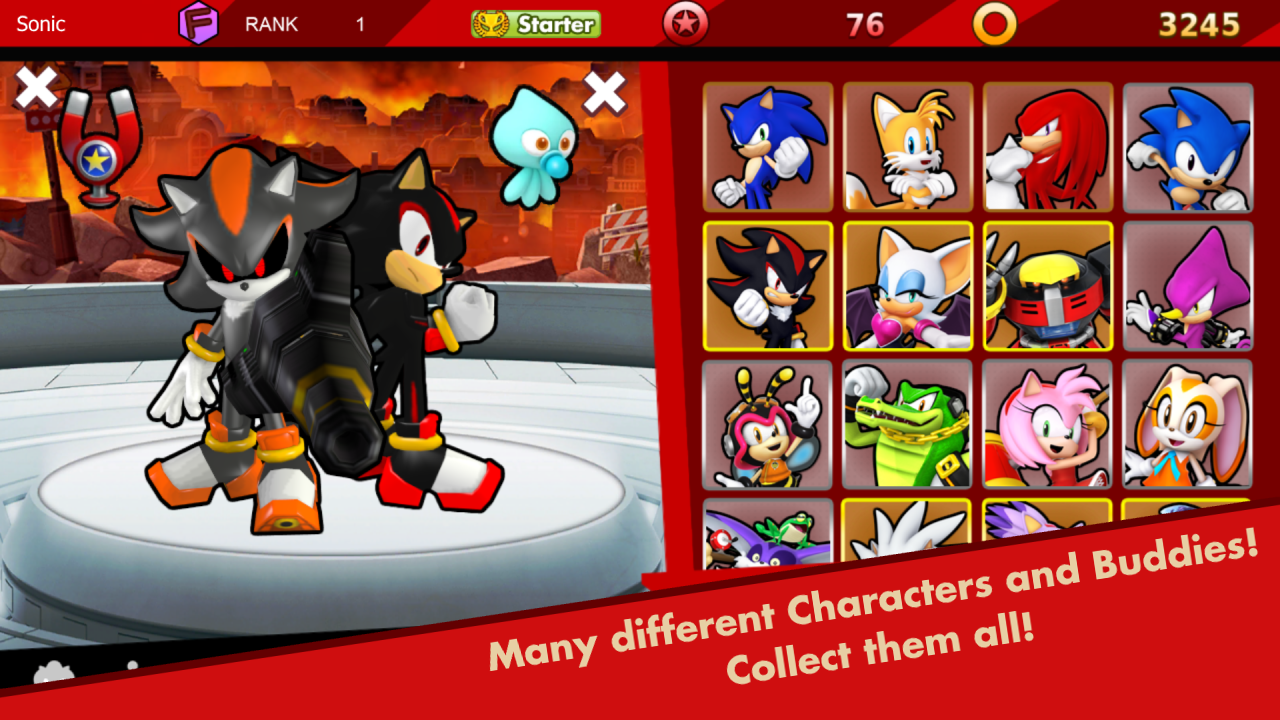 Sonic
F
RANK
1
Starter
76
3245
Many different Characters and Buddies!
Collect them all!